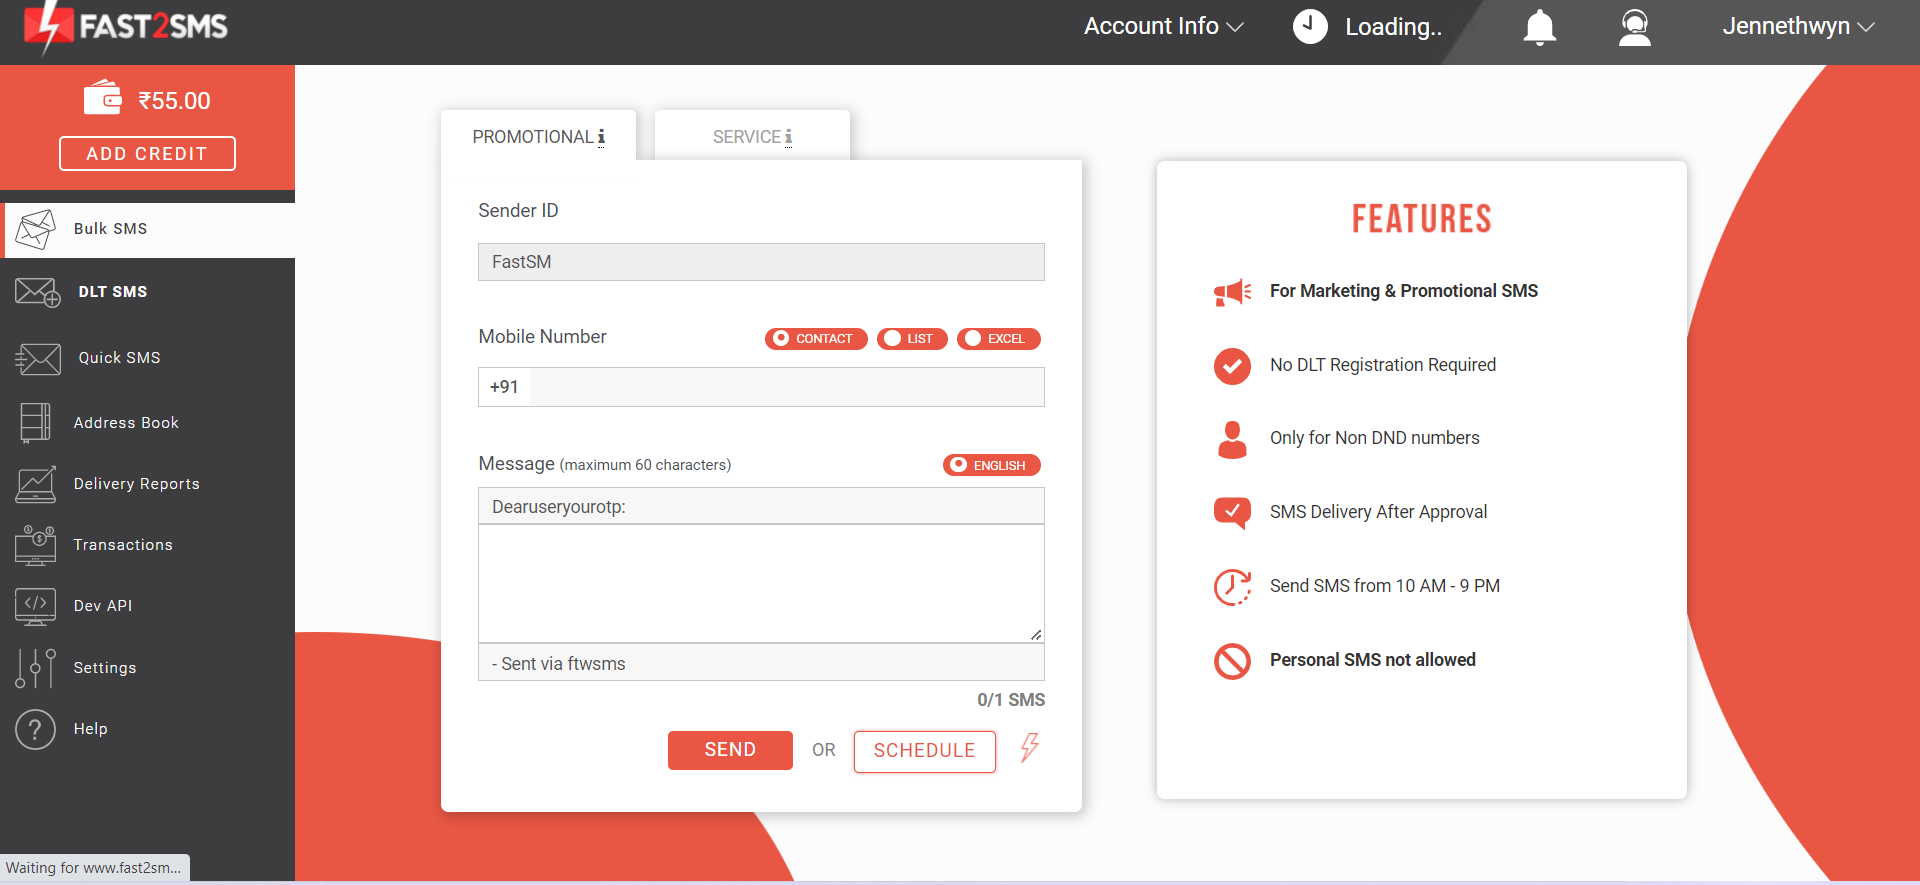 FAST2SMS
Account Info
Loading..
Jennethwyn
₹55.00
ADD CREDIT
Bulk SMS
DLT SMS
Quick SMS
Address Book
Delivery Reports
Transactions
Dev API
Settings
Help
PROMOTIONAL i
SERVICE i
Sender ID
FastSM
Mobile Number
CONTACT
LIST
EXCEL
+91
Message (maximum 60 characters)
ENGLISH
Dearuseryourotp:
- Sent via ftwsms
0/1 SMS
SEND
OR
SCHEDULE
FEATURES
For Marketing & Promotional SMS
No DLT Registration Required
Only for Non DND numbers
SMS Delivery After Approval
Send SMS from 10 AM - 9 PM
Personal SMS not allowed
Waiting for www.fast2sm...